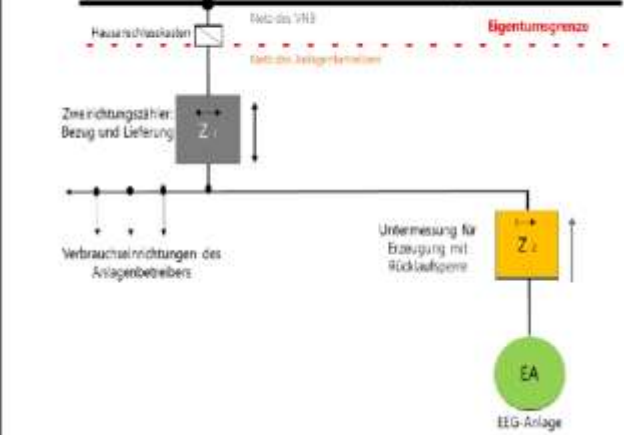 Netz des VNB
Eigentumsgrenze
Hausanschlusskasten
Netz des Anlagenbetreibers
Zweirichtungszähler:
Bezug und Lieferung
Z 1
Untermessung für
Erzeugung mit
Rücklaufsperre
Z 2
Verbrauchseinrichtungen des
Anlagenbetreibers
EA
EEG-Anlage